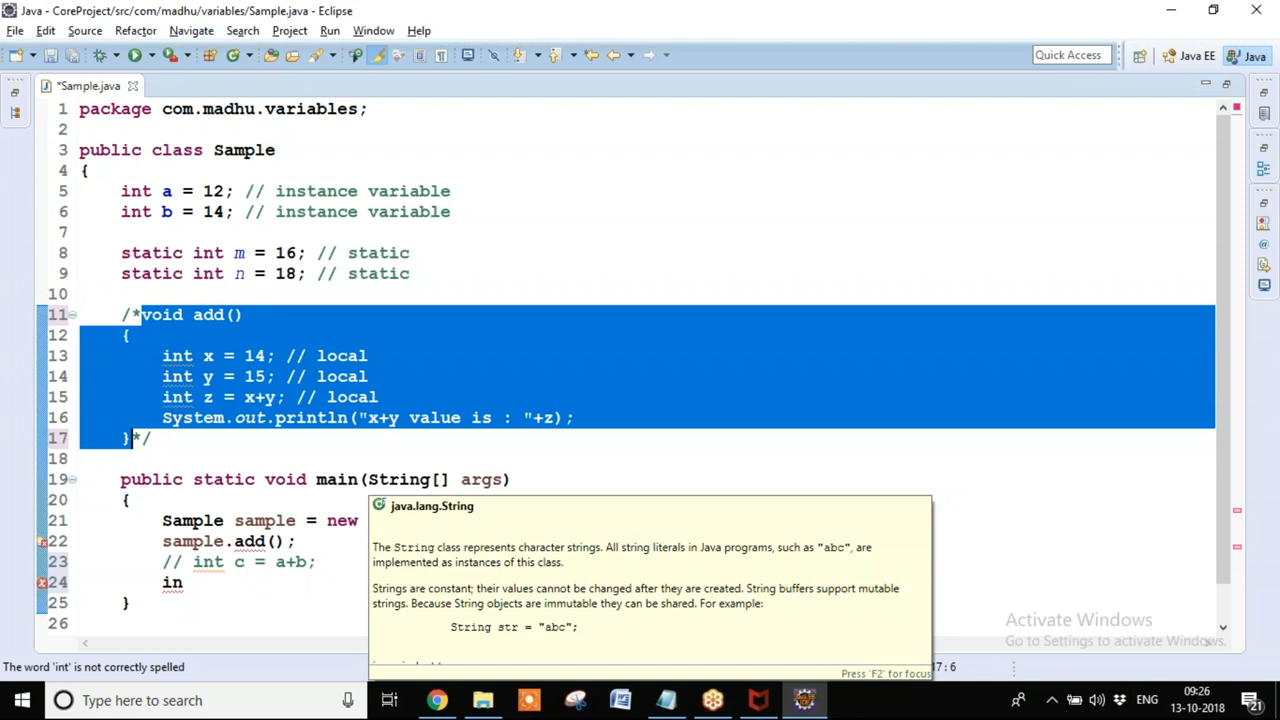 Java - CoreProject/src/com/madhu/variables/Sample.java - Eclipse
File Edit Source Refactor Navigate Search Project Run Window Help
Quick Access Java EE Java
*Sample.java
1 package com.madhu.variables;
2
3 public class Sample
4 {
5 int a = 12; // instance variable
6 int b = 14; // instance variable
7
8 static int m = 16; // static
9 static int n = 18; // static
10
11 /*void add()
12 {
13 int x = 14; // local
14 int y = 15; // local
15 int z = x+y; // local
16 System.out.println("x+y value is : "+z);
17 }*/
18
19 public static void main(String[] args)
20 {
21 Sample sample = new
22 sample.add();
23 // int c = a+b;
24 in
25 }
26
java.lang.String
The String class represents character strings. All string literals in Java programs, such as "abc", are
implemented as instances of this class.
Strings are constant; their values cannot be changed after they are created. String buffers support mutable
strings. Because String objects are immutable they can be shared. For example:
String str = "abc";
Press 'F2' for focus
Activate Windows
Go to Settings to activate Windows.
The word 'int' is not correctly spelled 17:6
Type here to search ENG 09:26
13-10-2018 21